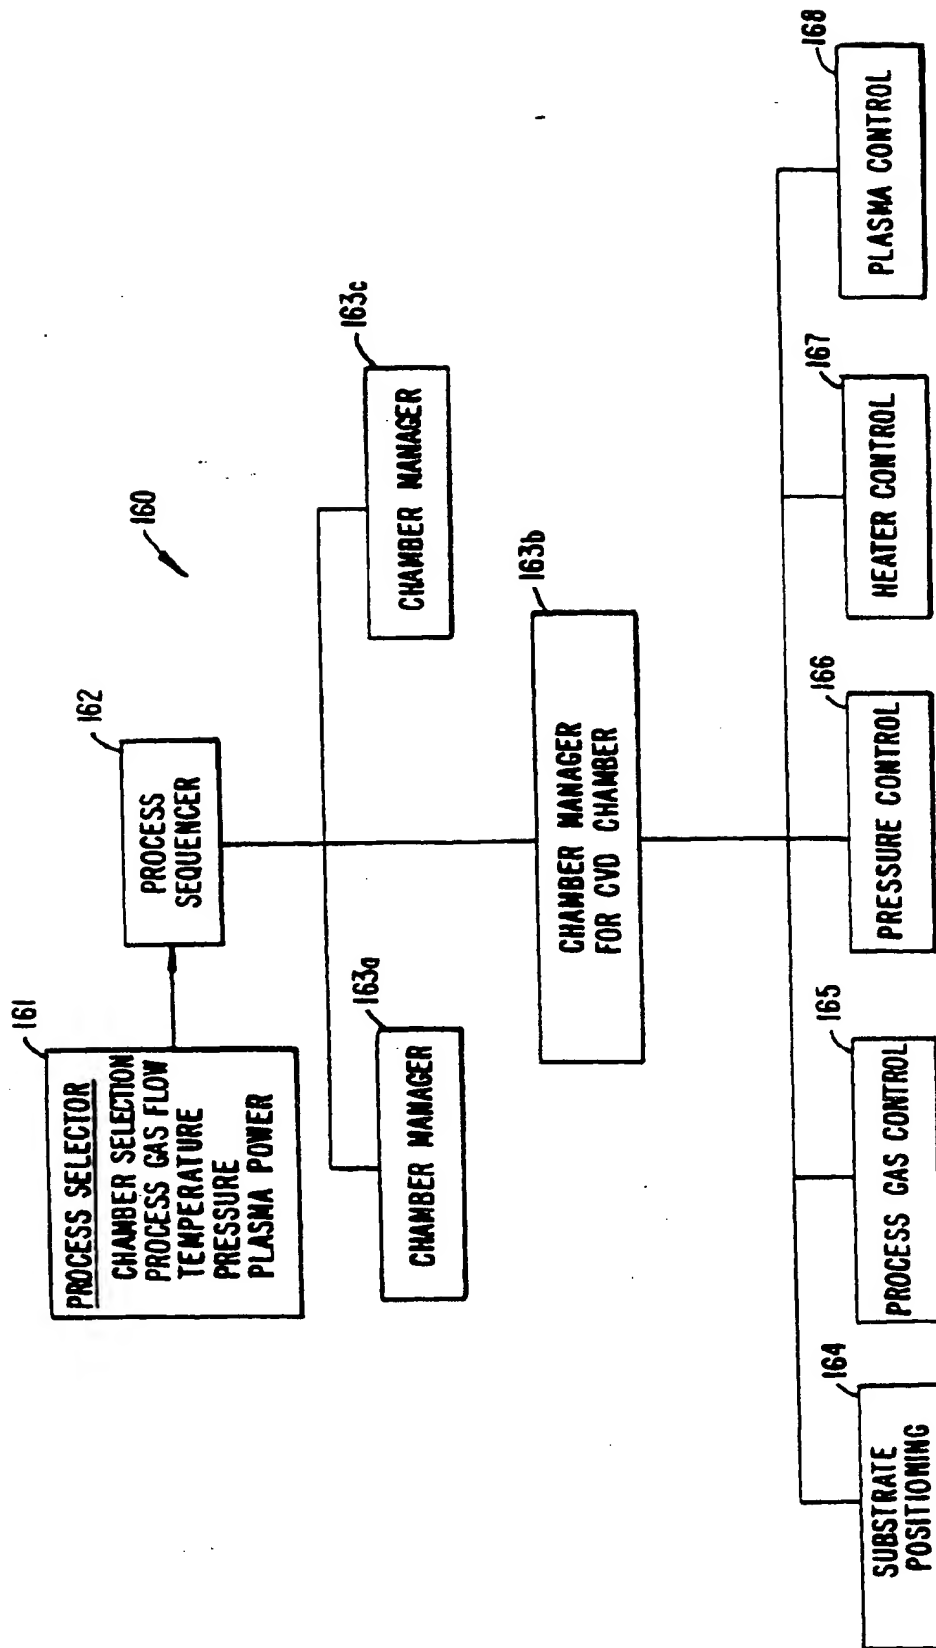 160
161
PROCESS SELECTOR
CHAMBER SELECTION
PROCESS GAS FLOW
TEMPERATURE
PRESSURE
PLASMA POWER
162
PROCESS
SEQUENCER
163a
CHAMBER MANAGER
163c
CHAMBER MANAGER
163b
CHAMBER MANAGER
FOR CVD CHAMBER
164
SUBSTRATE
POSITIONING
165
PROCESS GAS CONTROL
166
PRESSURE CONTROL
167
HEATER CONTROL
168
PLASMA CONTROL